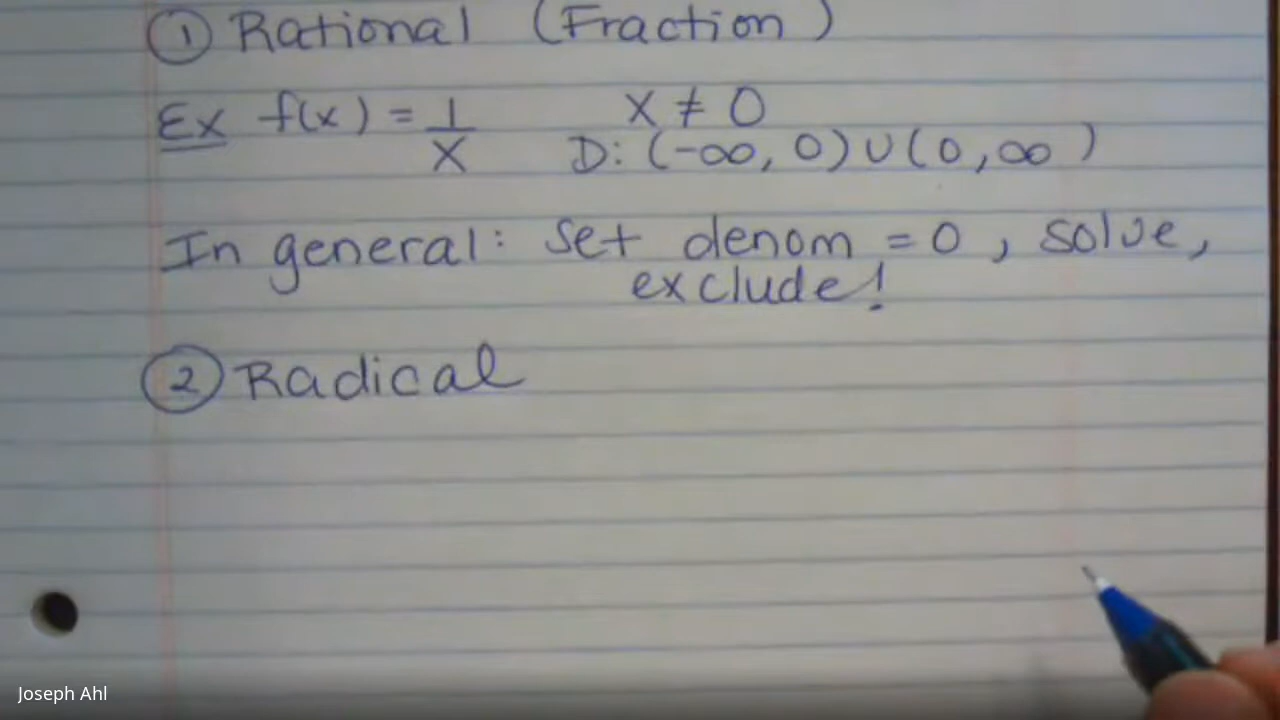 ① Rational (Fraction)
Ex f(x) = 1/x x ≠ 0
D: (-∞, 0) ∪ (0, ∞)
In general: set denom = 0, solve,
exclude!
② Radical
Joseph Ahl